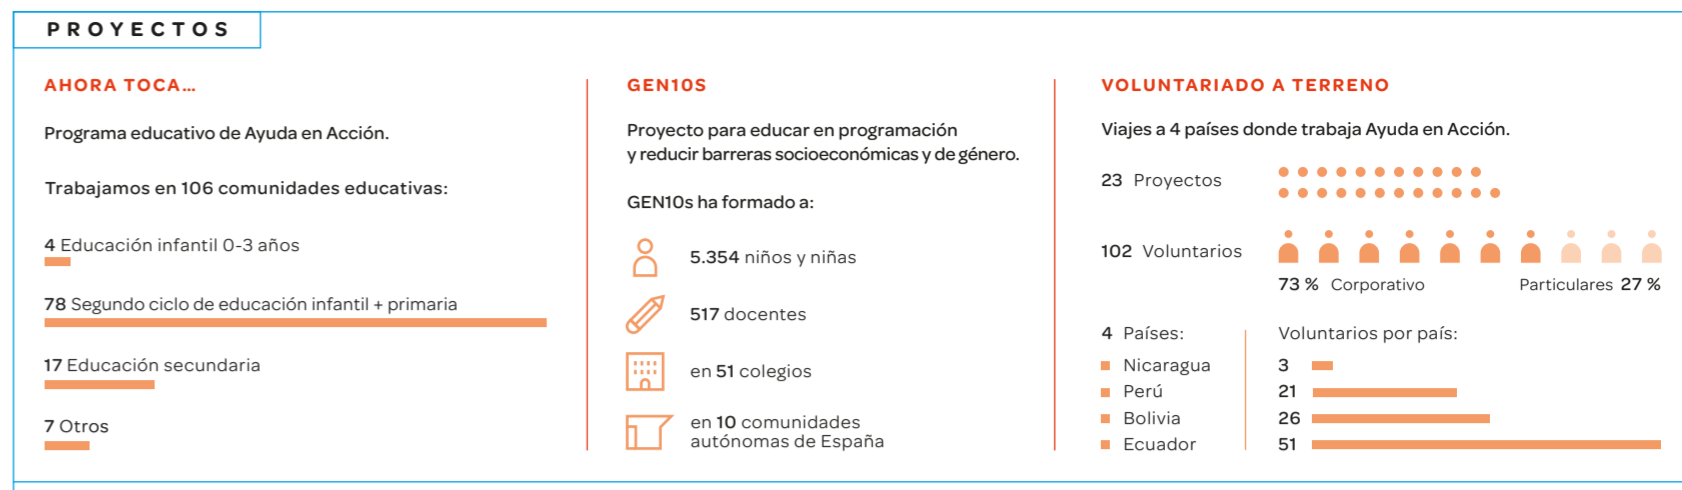 PROYECTOS
AHORA TOCA...
Programa educativo de Ayuda en Acción.
Trabajamos en 106 comunidades educativas:
4 Educación infantil 0-3 años
78 Segundo ciclo de educación infantil + primaria
17 Educación secundaria
7 Otros
GEN10S
Proyecto para educar en programación
y reducir barreras socioeconómicas y de género.
GEN10s ha formado a:
5.354 niños y niñas
517 docentes
en 51 colegios
en 10 comunidades
autónomas de España
VOLUNTARIADO A TERRENO
Viajes a 4 países donde trabaja Ayuda en Acción.
23 Proyectos
102 Voluntarios
73 % Corporativo
Particulares 27 %
4 Países:
Voluntarios por país:
Nicaragua 3
Perú 21
Bolivia 26
Ecuador 51